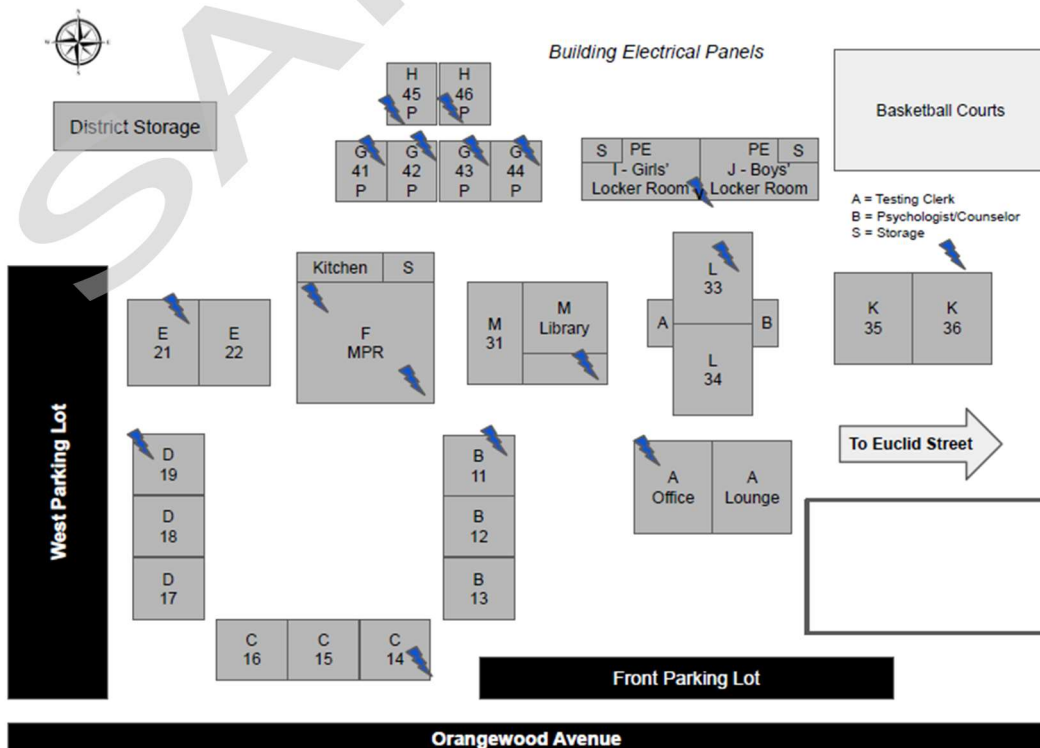 SA
N
W E
S
Building Electrical Panels
Basketball Courts
District Storage
H
45
P
H
46
P
G
41
P
G
42
P
G
43
P
G
44
P
S PE
I - Girls'
Locker Room
PE S
J - Boys'
Locker Room
A = Testing Clerk
B = Psychologist/Counselor
S = Storage
Kitchen S
F
MPR
E
21
E
22
M
31
M
Library
A
L
33
B
L
34
K
35
K
36
West Parking Lot
D
19
D
18
D
17
B
11
B
12
B
13
A
Office
A
Lounge
To Euclid Street
C
16
C
15
C
14
Front Parking Lot
Orangewood Avenue